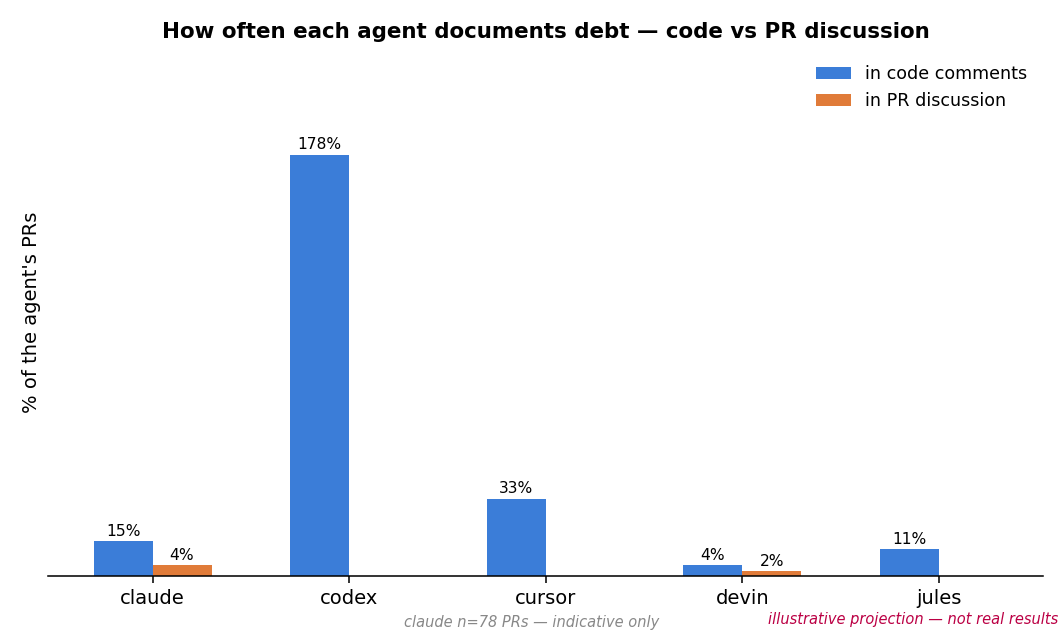 How often each agent documents debt — code vs PR discussion
in code comments
in PR discussion
% of the agent's PRs
178%
33%
15%
4%
4%
2%
11%
claude
codex
cursor
devin
jules
claude n=78 PRs — indicative only
illustrative projection — not real results